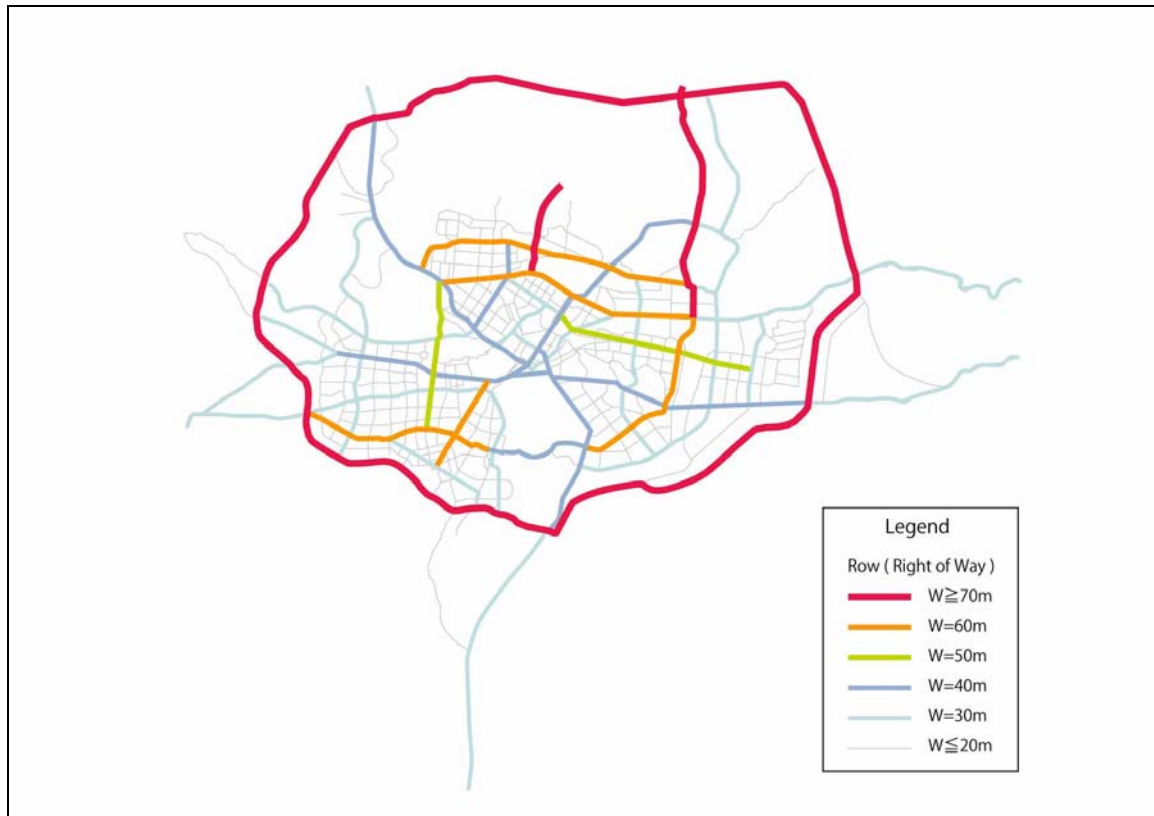 Legend
Row ( Right of Way )
W≧70m
W=60m
W=50m
W=40m
W=30m
W≦20m